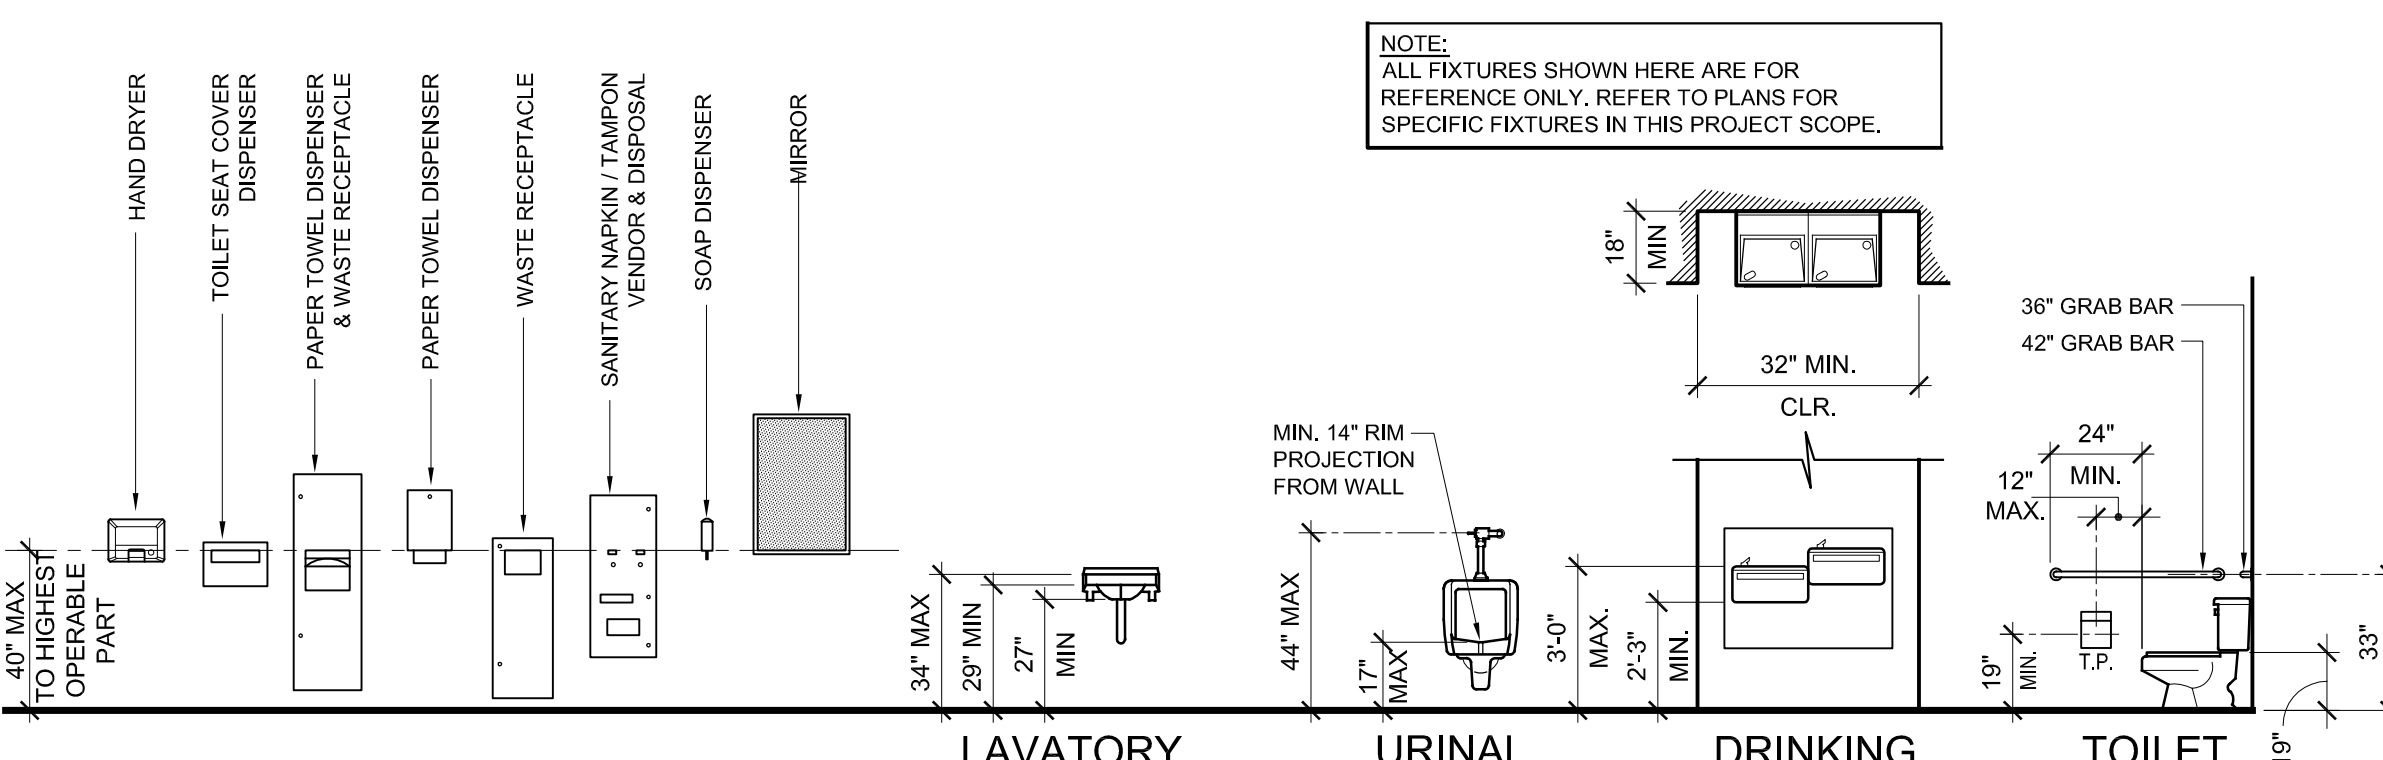 NOTE:
ALL FIXTURES SHOWN HERE ARE FOR
REFERENCE ONLY. REFER TO PLANS FOR
SPECIFIC FIXTURES IN THIS PROJECT SCOPE.
HAND DRYER
TOILET SEAT COVER
DISPENSER
PAPER TOWEL DISPENSER
& WASTE RECEPTACLE
PAPER TOWEL DISPENSER
WASTE RECEPTACLE
SANITARY NAPKIN / TAMPON
VENDOR & DISPOSAL
SOAP DISPENSER
MIRROR
40" MAX
TO HIGHEST
OPERABLE
PART
34" MAX
29" MIN
27"
MIN
LAVATORY
MIN. 14" RIM
PROJECTION
FROM WALL
44" MAX
17"
MAX
URINAL
18"
MIN
32" MIN.
CLR.
3'-0"
MAX.
2'-3"
MIN.
DRINKING
36" GRAB BAR
42" GRAB BAR
24"
MIN.
12"
MAX.
19"
MIN.
T.P.
33"
19"
TOILET